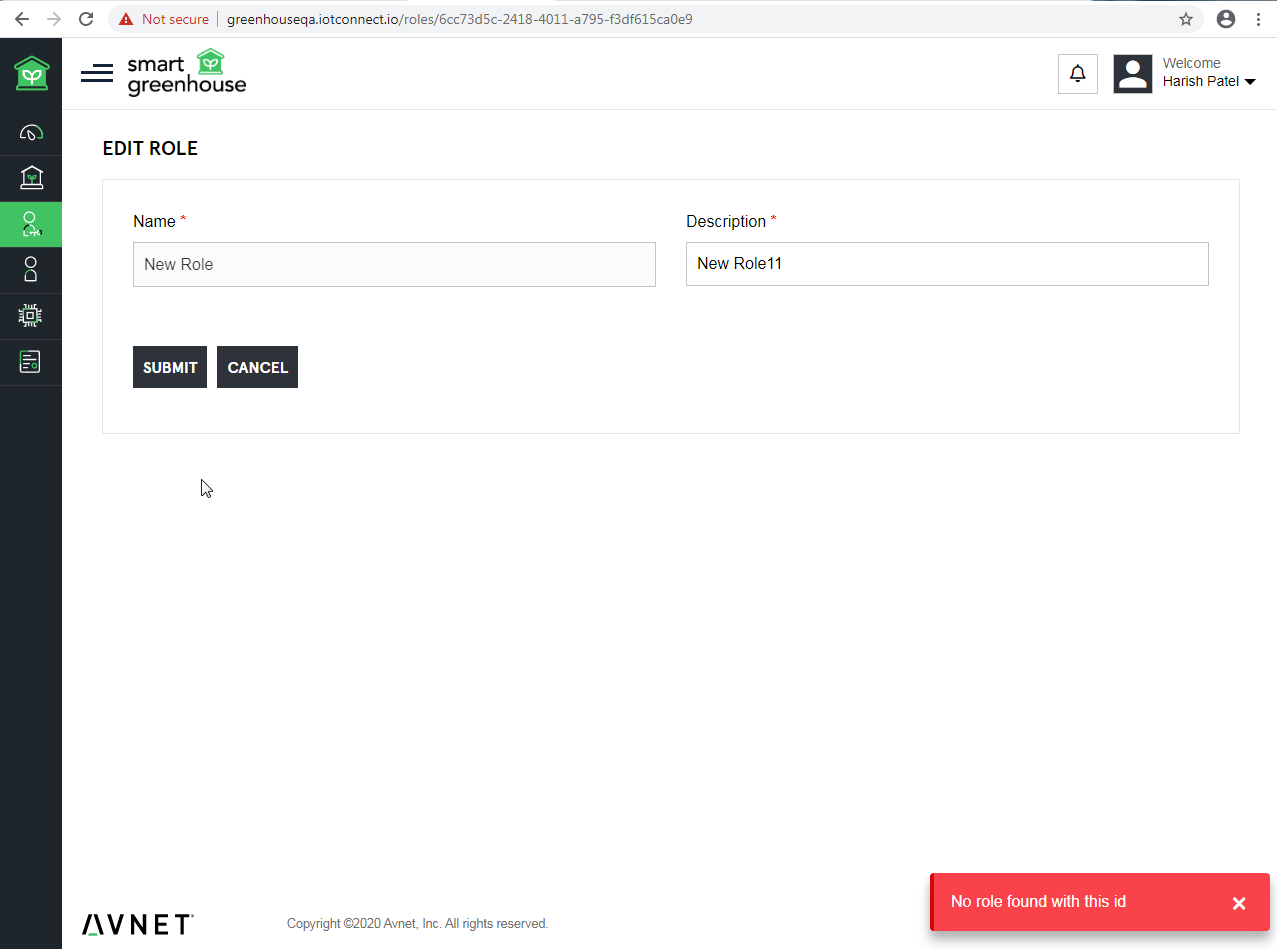 Not secure | greenhouseqa.iotconnect.io/roles/6cc73d5c-2418-4011-a795-f3df615ca0e9
smart
greenhouse
Welcome
Harish Patel
EDIT ROLE
Name * Description *
New Role New Role11
SUBMIT CANCEL
No role found with this id
AVNET Copyright ©2020 Avnet, Inc. All rights reserved.